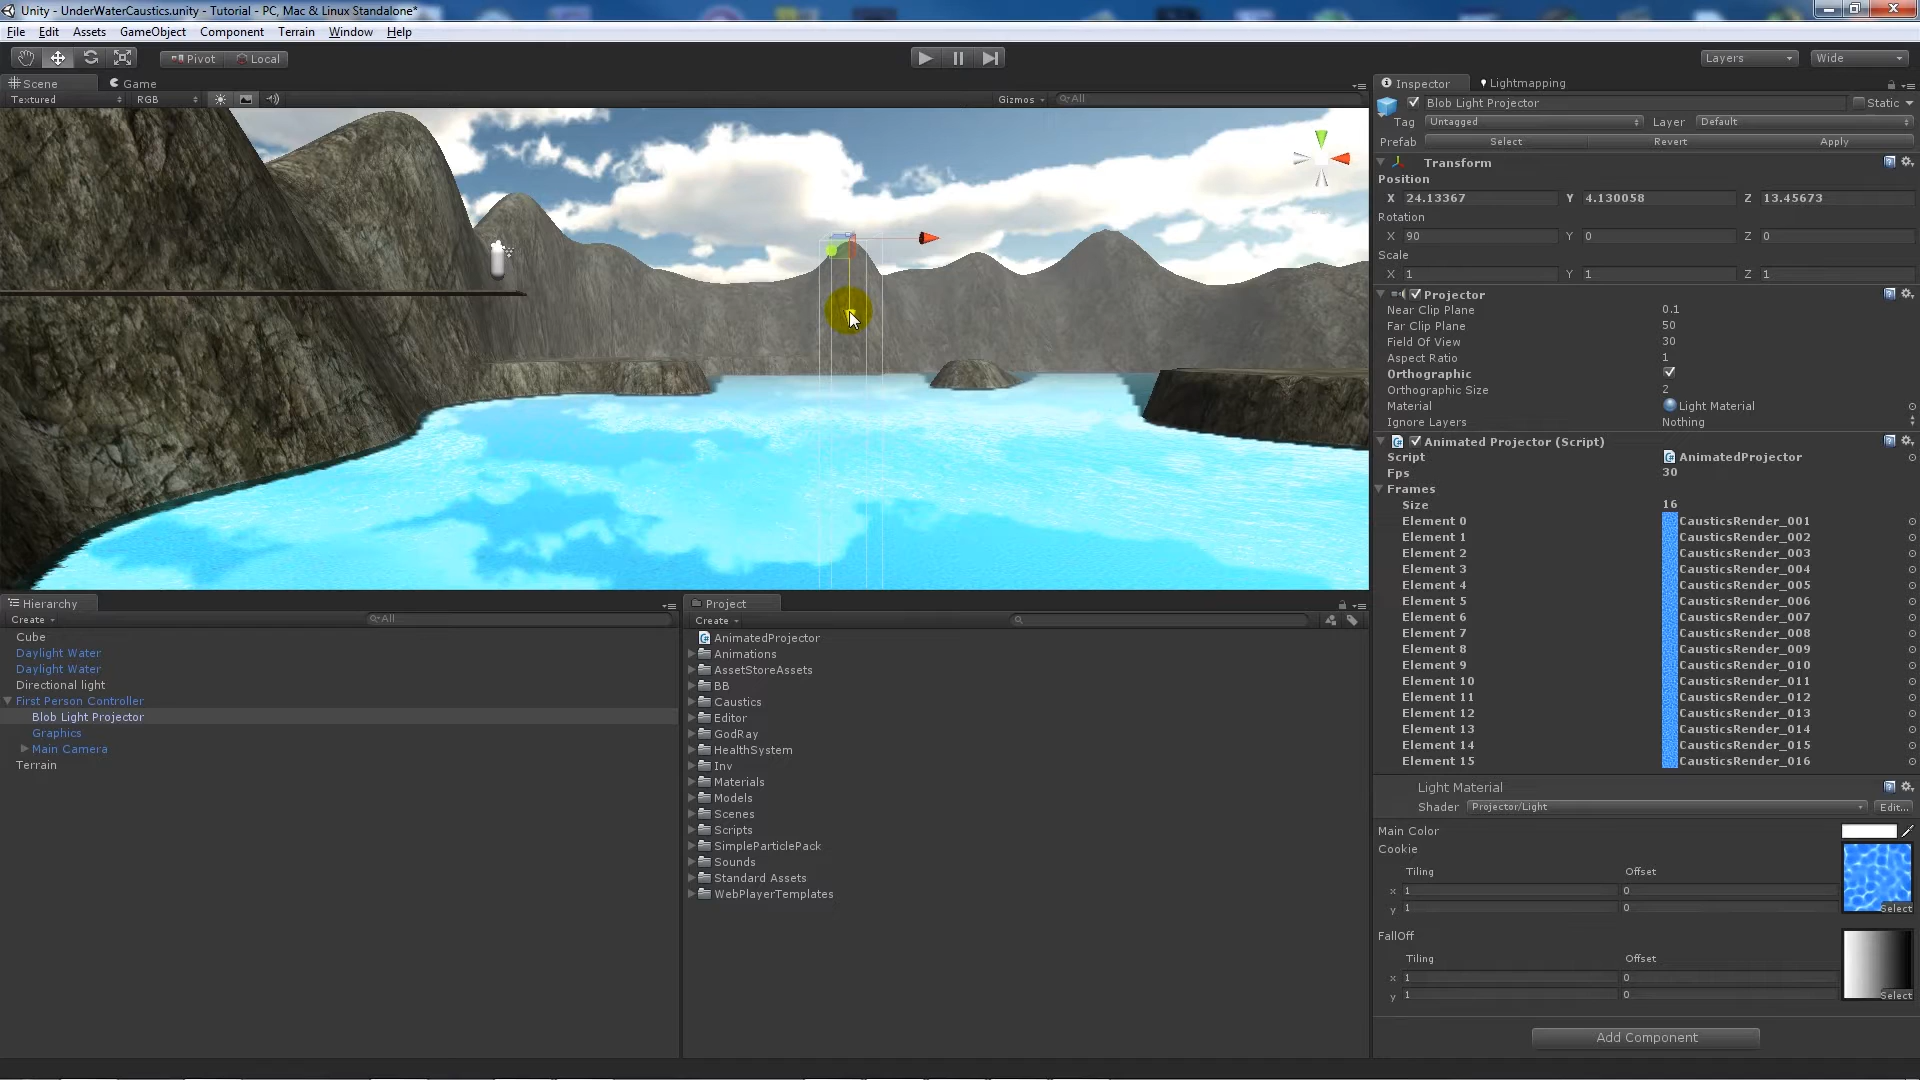 Unity - UnderWaterCaustics.unity - Tutorial - PC, Mac & Linux Standalone*
File Edit Assets GameObject Component Terrain Window Help
Pivot Local Layers Wide
Scene Game
Textured RGB Gizmos All
Inspector Lightmapping
Blob Light Projector Static
Tag Untagged Layer Default
Prefab Select Revert Apply
Transform
Position
X 24.13367 Y 4.130058 Z 13.45673
Rotation
X 90 Y 0 Z 0
Scale
X 1 Y 1 Z 1
Projector
Near Clip Plane 0.1
Far Clip Plane 50
Field Of View 30
Aspect Ratio 1
Orthographic
Orthographic Size 2
Material Light Material
Ignore Layers Nothing
Animated Projector (Script)
Script AnimatedProjector
Fps 30
Frames
Size 16
Element 0 CausticsRender_001
Element 1 CausticsRender_002
Element 2 CausticsRender_003
Element 3 CausticsRender_004
Element 4 CausticsRender_005
Element 5 CausticsRender_006
Element 6 CausticsRender_007
Element 7 CausticsRender_008
Element 8 CausticsRender_009
Element 9 CausticsRender_010
Element 10 CausticsRender_011
Element 11 CausticsRender_012
Element 12 CausticsRender_013
Element 13 CausticsRender_014
Element 14 CausticsRender_015
Element 15 CausticsRender_016
Light Material
Shader Projector/Light Edit...
Main Color
Cookie
Tiling Offset
x 1 0
y 1 0
Select
FallOff
Tiling Offset
x 1 0
y 1 0
Select
Add Component
Hierarchy
Create All
Cube
Daylight Water
Daylight Water
Directional light
First Person Controller
Blob Light Projector
Graphics
Main Camera
Terrain
Project
Create
AnimatedProjector
Animations
AssetStoreAssets
BB
Caustics
Editor
GodRay
HealthSystem
Inv
Materials
Models
Scenes
Scripts
SimpleParticlePack
Sounds
Standard Assets
WebPlayerTemplates